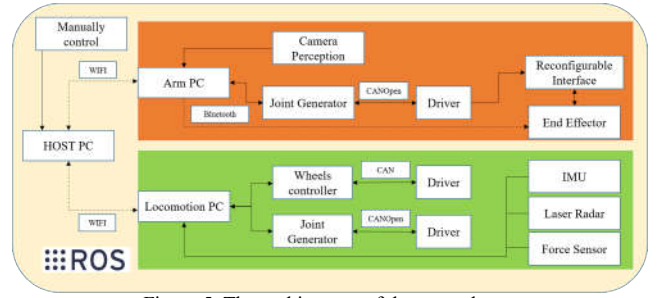 Manually
control
WIFI
HOST PC
WIFI
ROS
Camera
Perception
Arm PC
Joint Generator
CANOpen
Driver
Reconfigurable
Interface
Bluetooth
End Effector
Locomotion PC
Wheels
controller
CAN
Driver
Joint
Generator
CANOpen
Driver
IMU
Laser Radar
Force Sensor